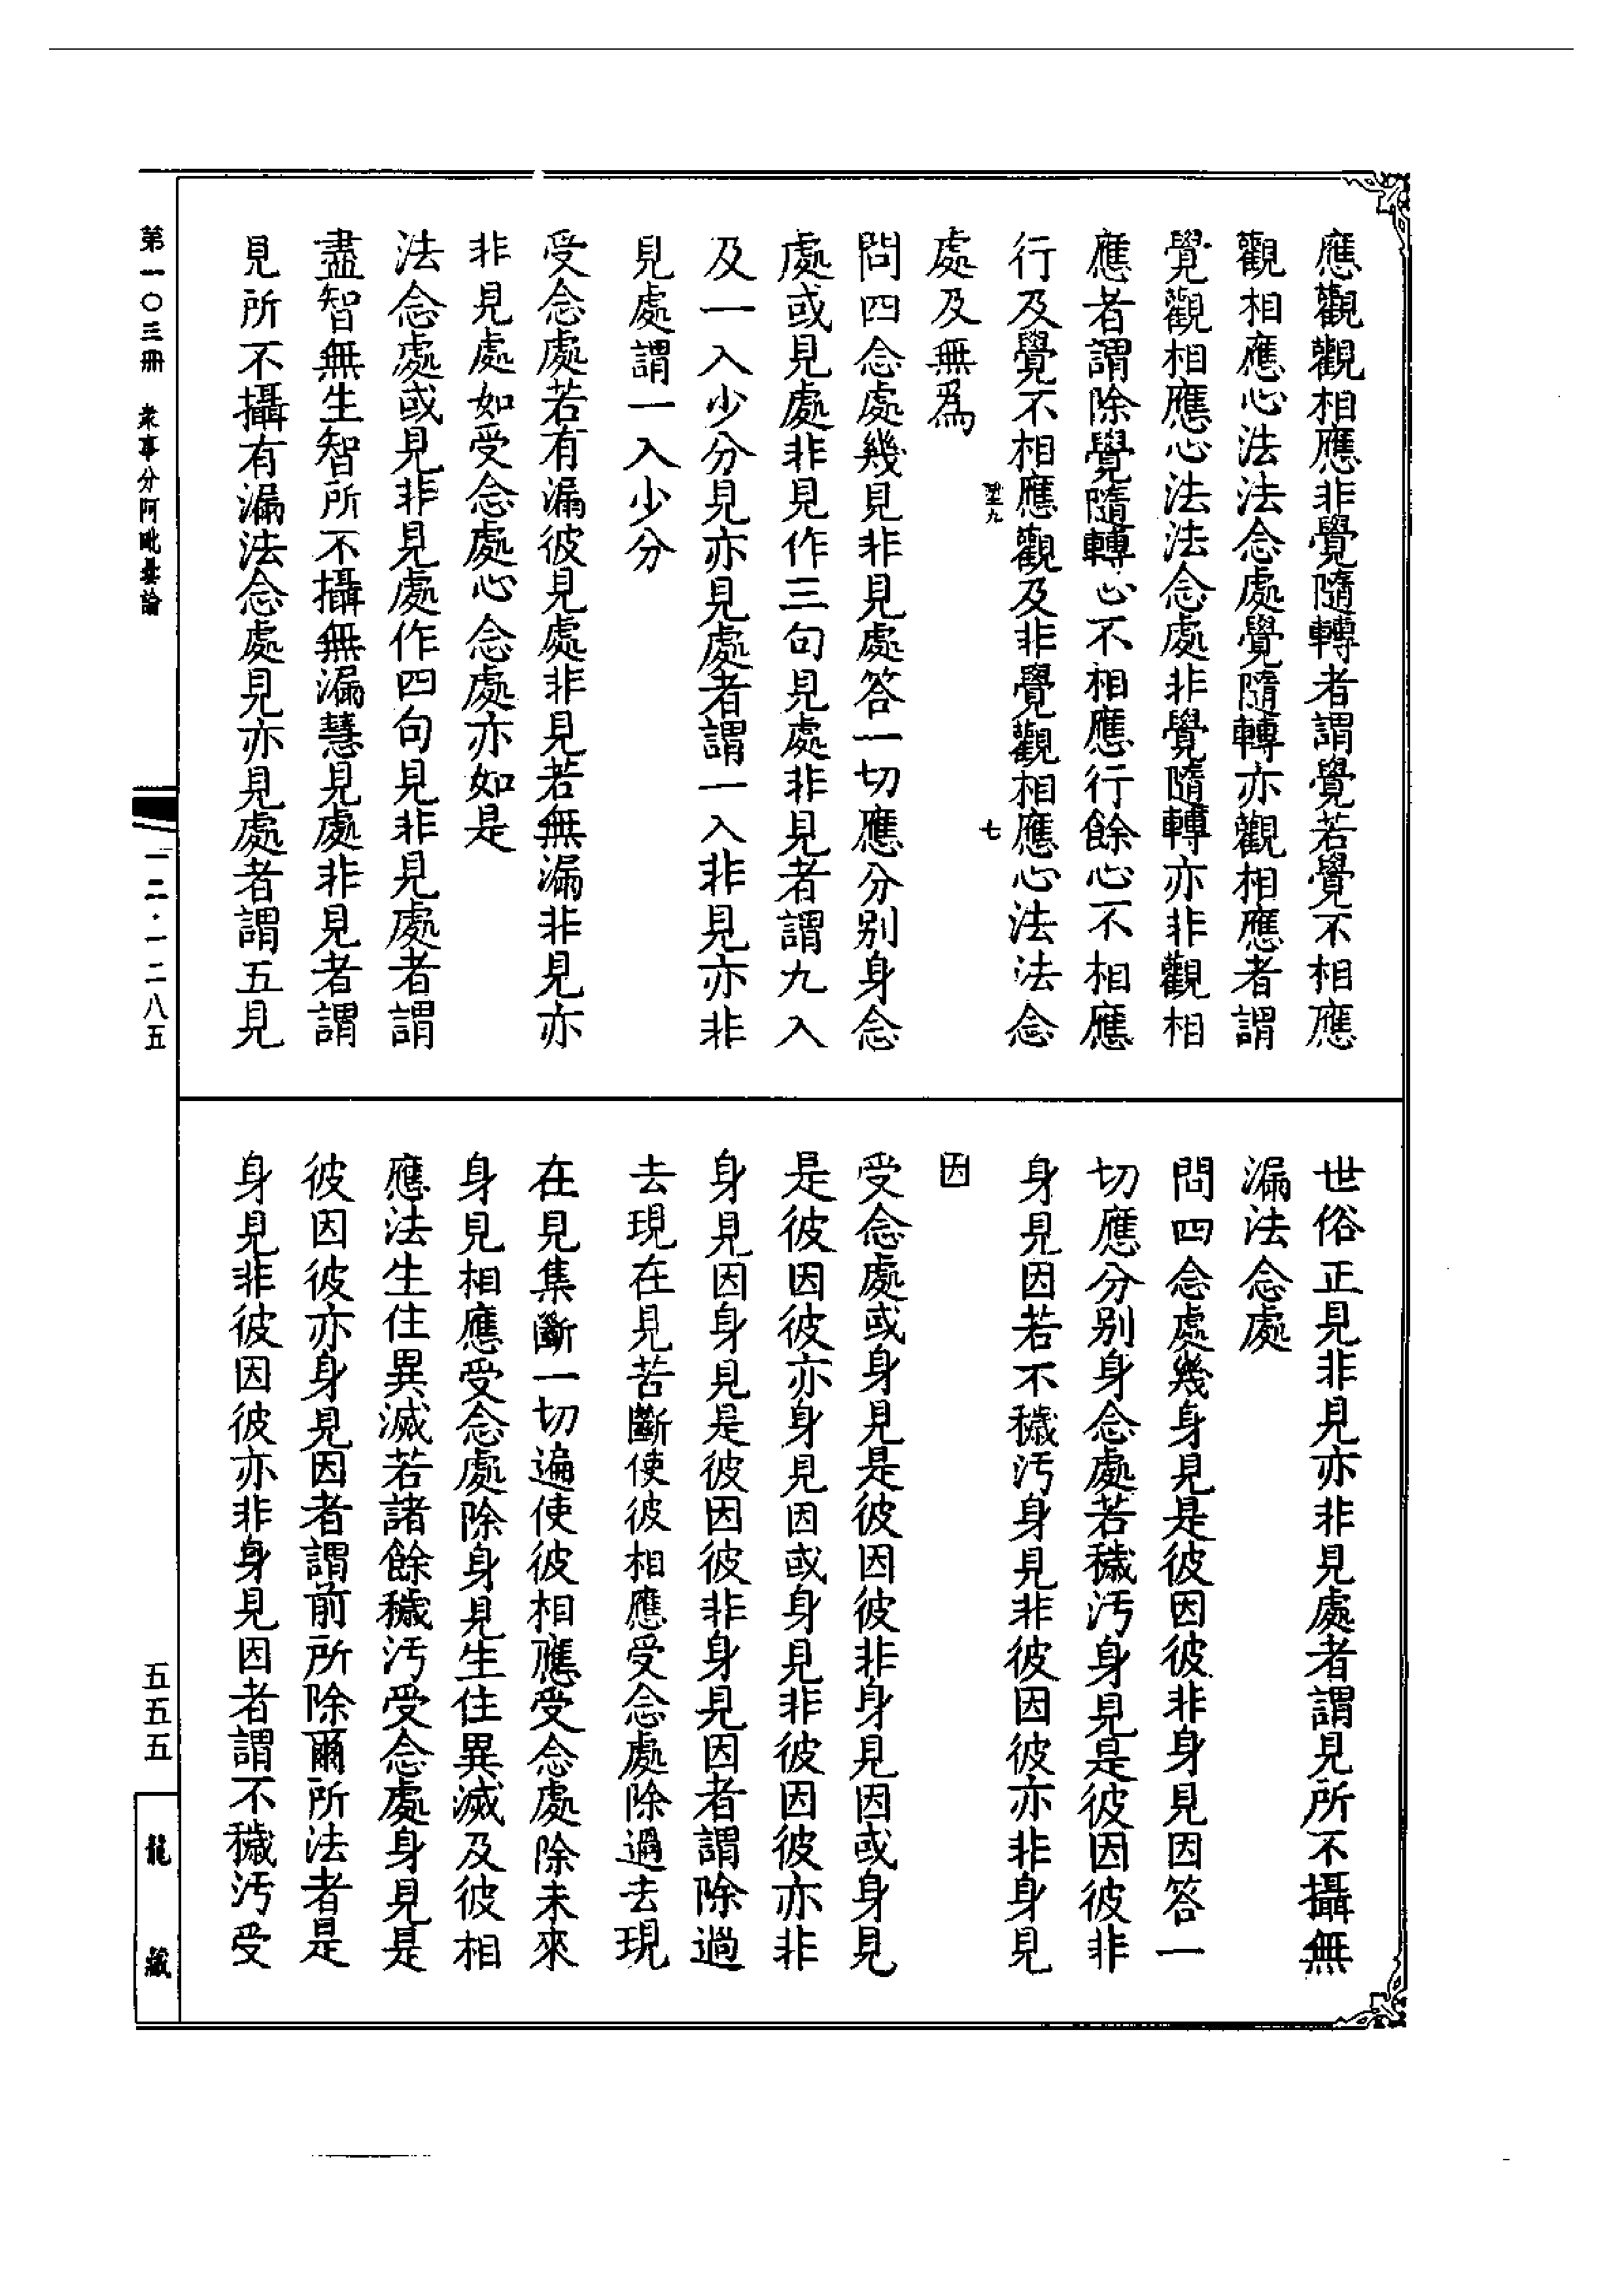 應觀觀相應非覺隨轉者謂覺若覺不相應
觀相應心法法念處覺隨轉亦觀相應者謂
覺觀相應心法法念處非覺隨轉亦非觀相
應者謂除覺隨轉心不相應行餘心不相應
行及覺不相應觀及非覺觀相應心法法念
處及無爲
問四念處幾見非見處答一切應分别身念
處或見處非見作三句見處非見者謂九入
及一入少分見亦見處者謂一入非見亦非
見處謂一入少分
受念處若有漏彼見處非見若無漏非見亦
非見處如受念處心念處亦如是
法念處或見非見處作四句見非見處者謂
盡智無生智所不攝無漏慧見處非見者謂
見所不攝有漏法念處見亦見處者謂五見
世俗正見非見亦非見處者謂見所不攝無
漏法念處
問四念處幾身見是彼因彼非身見因答一
切應分别身念處若穢汚身見是彼因彼非
身見因若不穢汚身見非彼因彼亦非身見
因
受念處或身見是彼因彼非身見因或身見
是彼因彼亦身見因或身見非彼因彼亦非
身見因身見是彼因彼非身見因者謂除過
去現在見苦斷使彼相應受念處除過去現
在見集斷一切遍使彼相應受念處除未來
身見相應受念處除身見生住異滅及彼相
應法生住異滅若諸餘穢汚受念處身見是
彼因彼亦身見因者謂前所除爾所法者是
身見非彼因彼亦非身見因者謂不穢汚受
九
七
第一〇三冊
衆事分阿毗曇論
一二·一二八五
五五五
龍藏